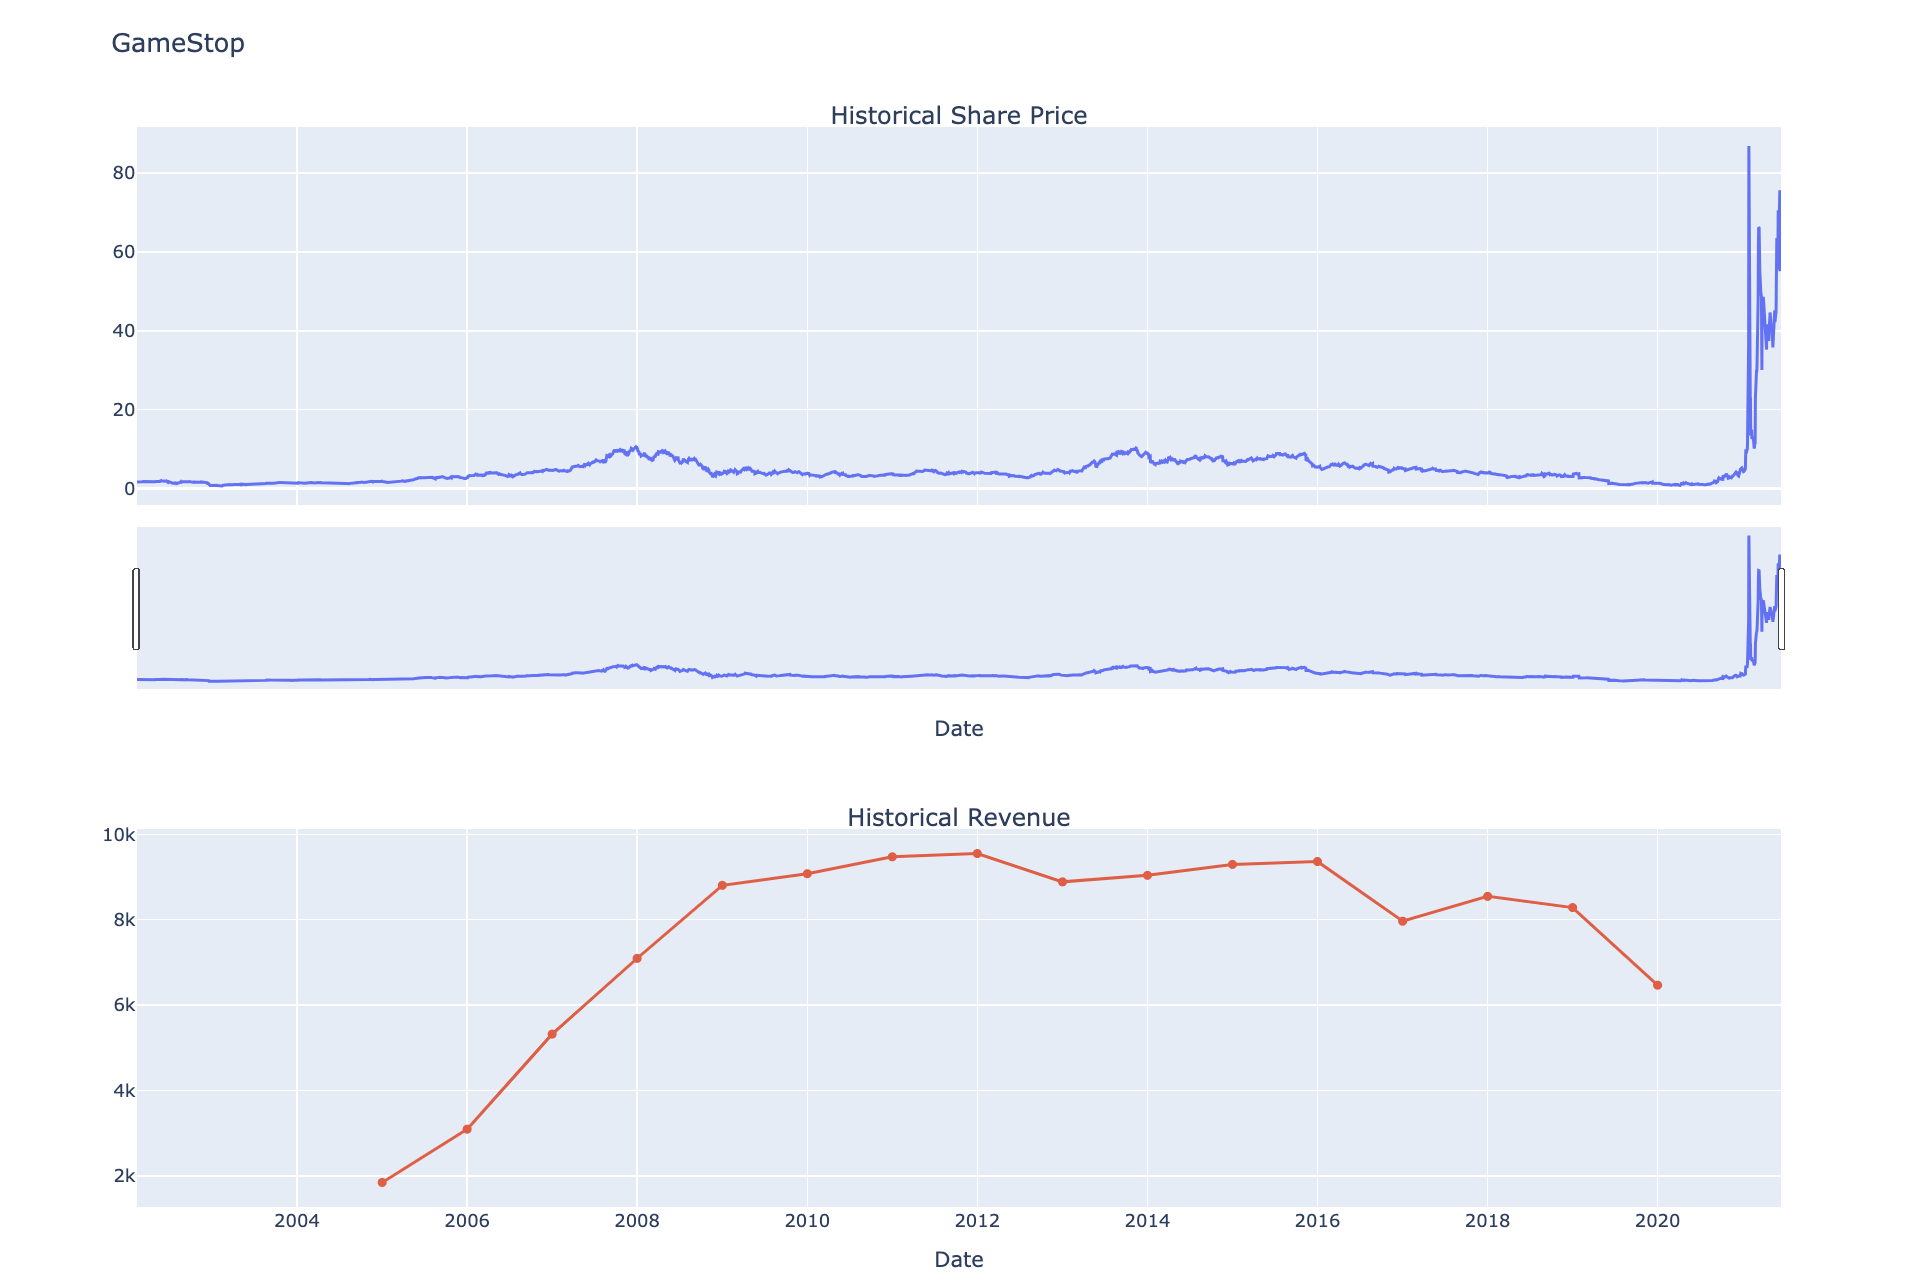 GameStop
Historical Share Price
80
60
40
20
0
Date
Historical Revenue
10k
8k
6k
4k
2k
2004 2006 2008 2010 2012 2014 2016 2018 2020
Date